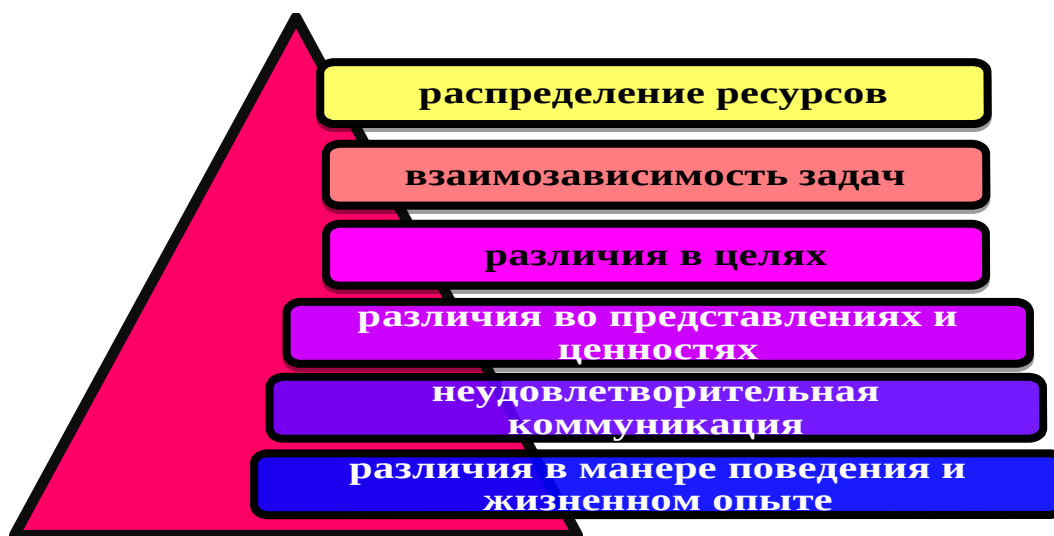 распределение ресурсов
взаимозависимость задач
различия в целях
различия во представлениях и
ценностях
неудовлетворительная
коммуникация
различия в манере поведения и
жизненном опыте